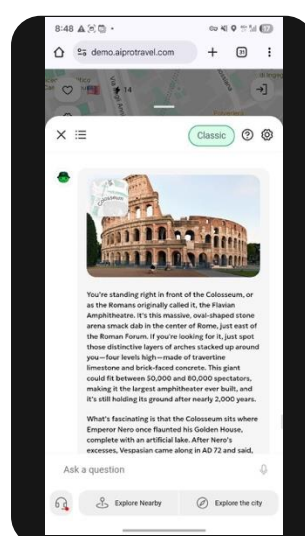 8:48
demo.aiprotravel.com
14
Classic
Colosseum
You're standing right in front of the Colosseum, or
as the Romans originally called it, the Flavian
Amphitheatre. It's this massive, oval-shaped stone
arena smack dab in the center of Rome, just east of
the Roman Forum. If you're looking for it, just spot
those distinctive layers of arches stacked up around
you—four levels high—made of travertine
limestone and brick-faced concrete. This giant
could fit between 50,000 and 80,000 spectators,
making it the largest amphitheater ever built, and
it's still holding its ground after nearly 2,000 years.
What's fascinating is that the Colosseum sits where
Emperor Nero once flaunted his Golden House,
complete with an artificial lake. After Nero's
excesses, Vespasian came along in AD 72 and said,
Ask a question
Explore Nearby
Explore the city